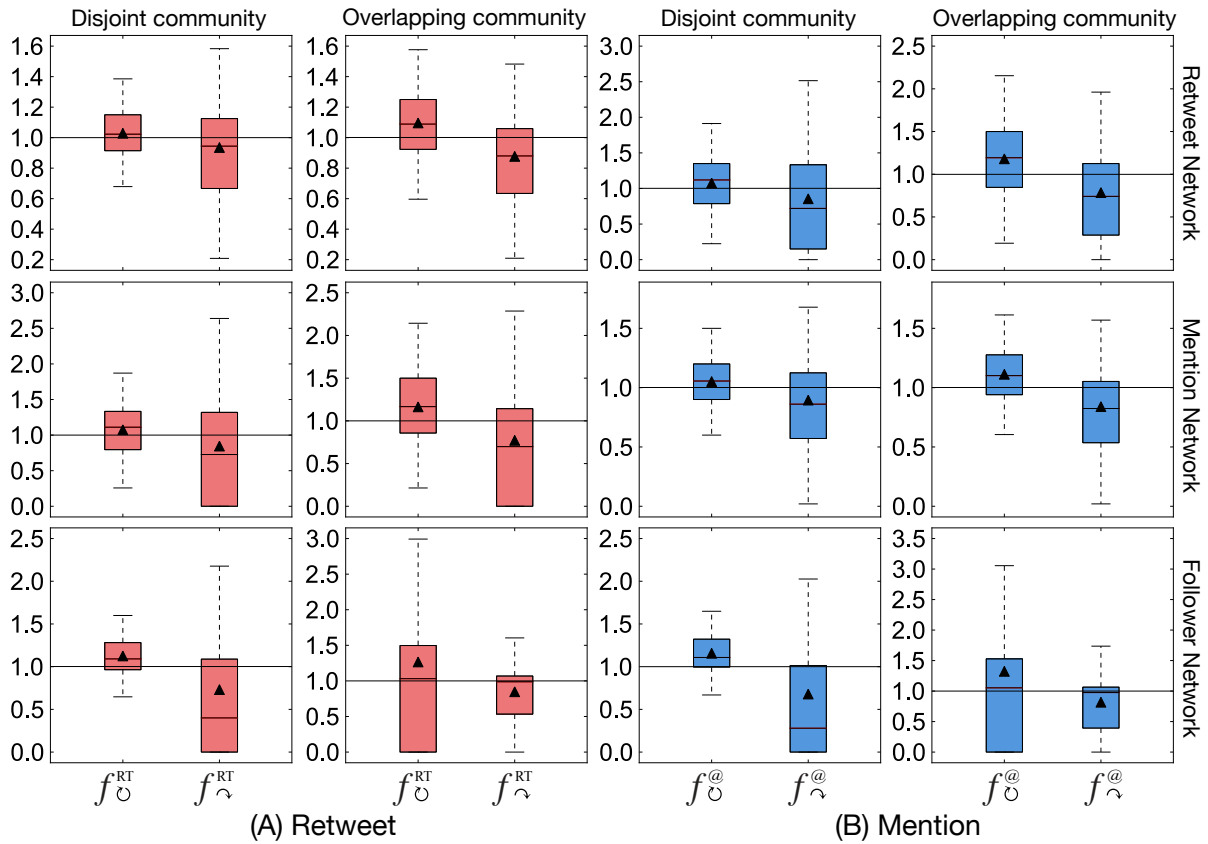 Disjoint community Overlapping community Disjoint community Overlapping community
1.6 1.6 3.0 2.5
1.4 1.4 2.5 2.0
1.2 1.2 2.0 1.5
1.0 1.0 1.5 1.0
0.8 0.8 1.0 0.5
0.6 0.6 0.5 0.0
0.4 0.4 0.0
0.2 0.2
Retweet Network
3.0 2.5 1.5 1.5
2.5 2.0 1.0 1.0
2.0 1.5 0.5 0.5
1.5 1.0 0.0 0.0
1.0 0.5
0.5 0.0
0.0
Mention Network
2.5 3.0 2.5 3.5
2.0 2.5 2.0 3.0
1.5 2.0 1.5 2.5
1.0 1.5 1.0 2.0
0.5 1.0 0.5 1.5
0.0 0.5 0.0 1.0
0.0 0.5
0.0
Follower Network
f↻RT f↷RT f↻RT f↷RT f↻@ f↷@ f↻@ f↷@
(A) Retweet (B) Mention